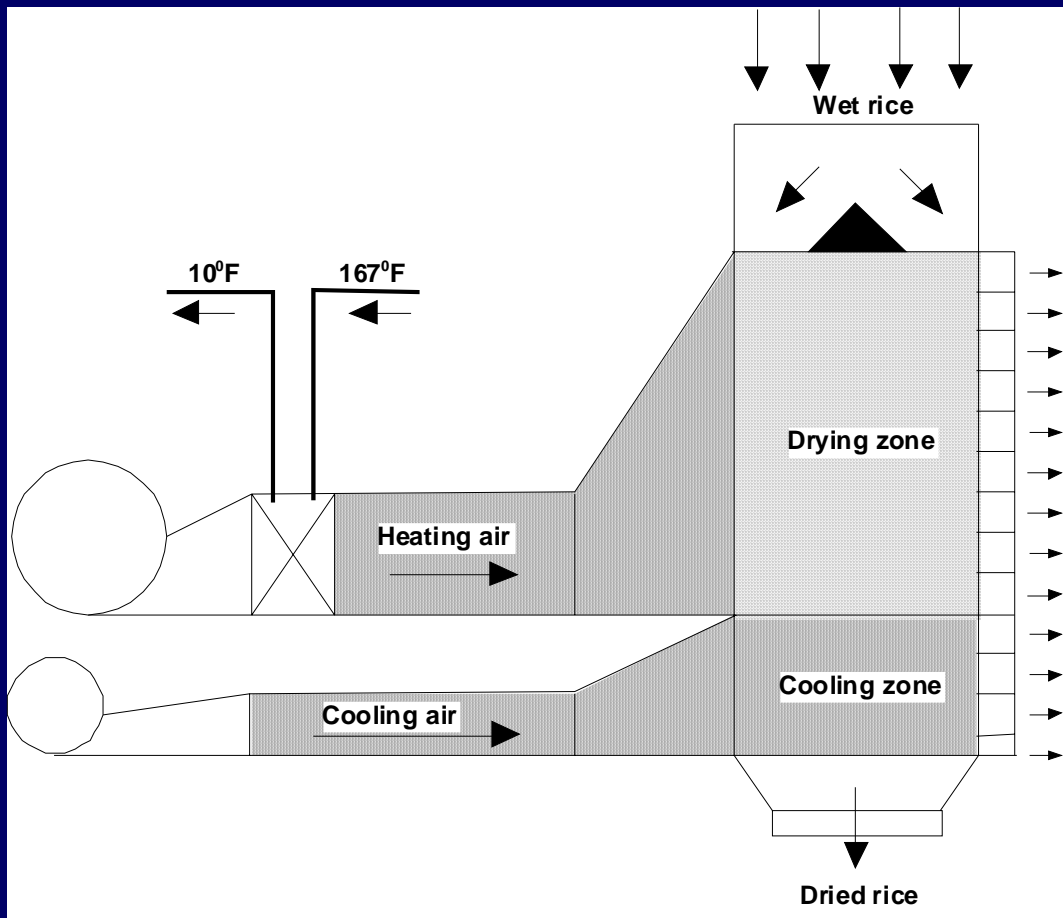 Wet rice
10⁰F
167⁰F
Drying zone
Heating air
Cooling zone
Cooling air
Dried rice